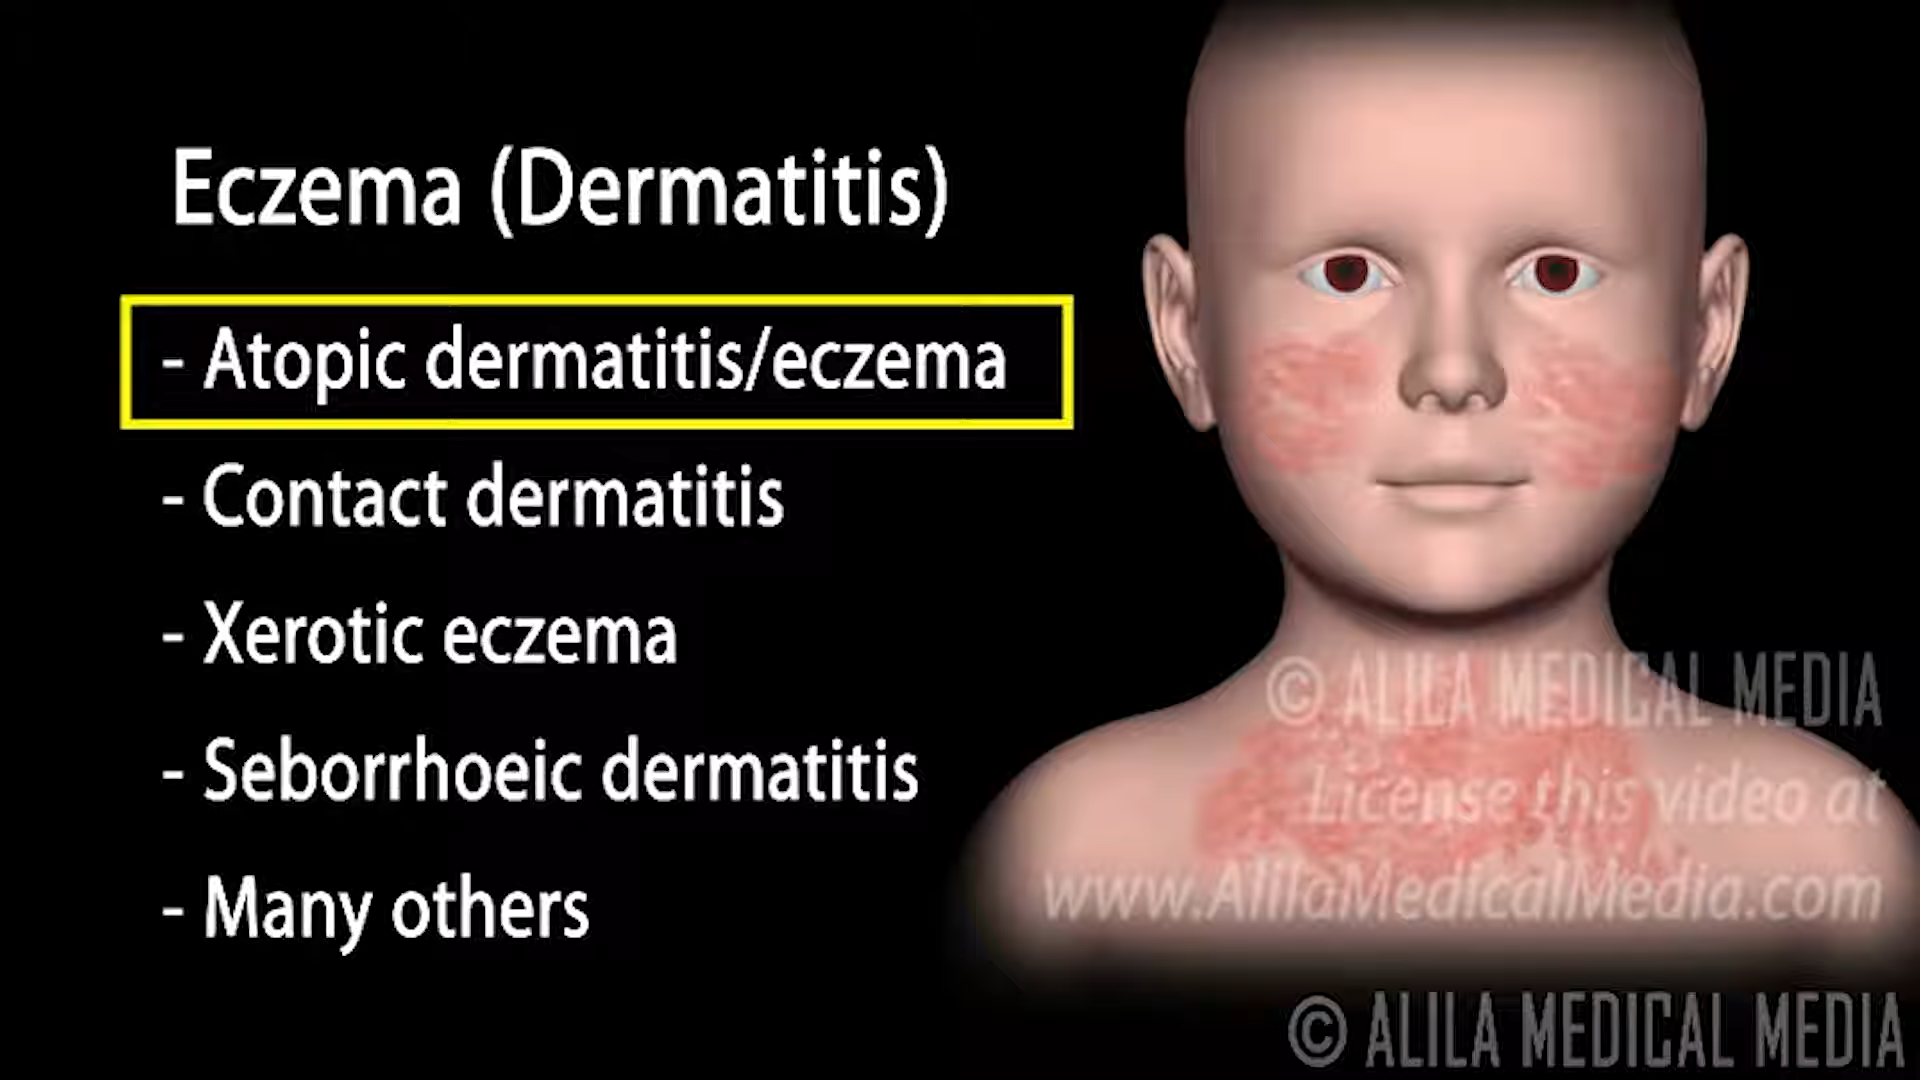 Eczema (Dermatitis)
- Atopic dermatitis/eczema
- Contact dermatitis
- Xerotic eczema
- Seborrhoeic dermatitis
- Many others
© ALILA MEDICAL MEDIA
License this video at
www.AlilaMedicalMedia.com
© ALILA MEDICAL MEDIA